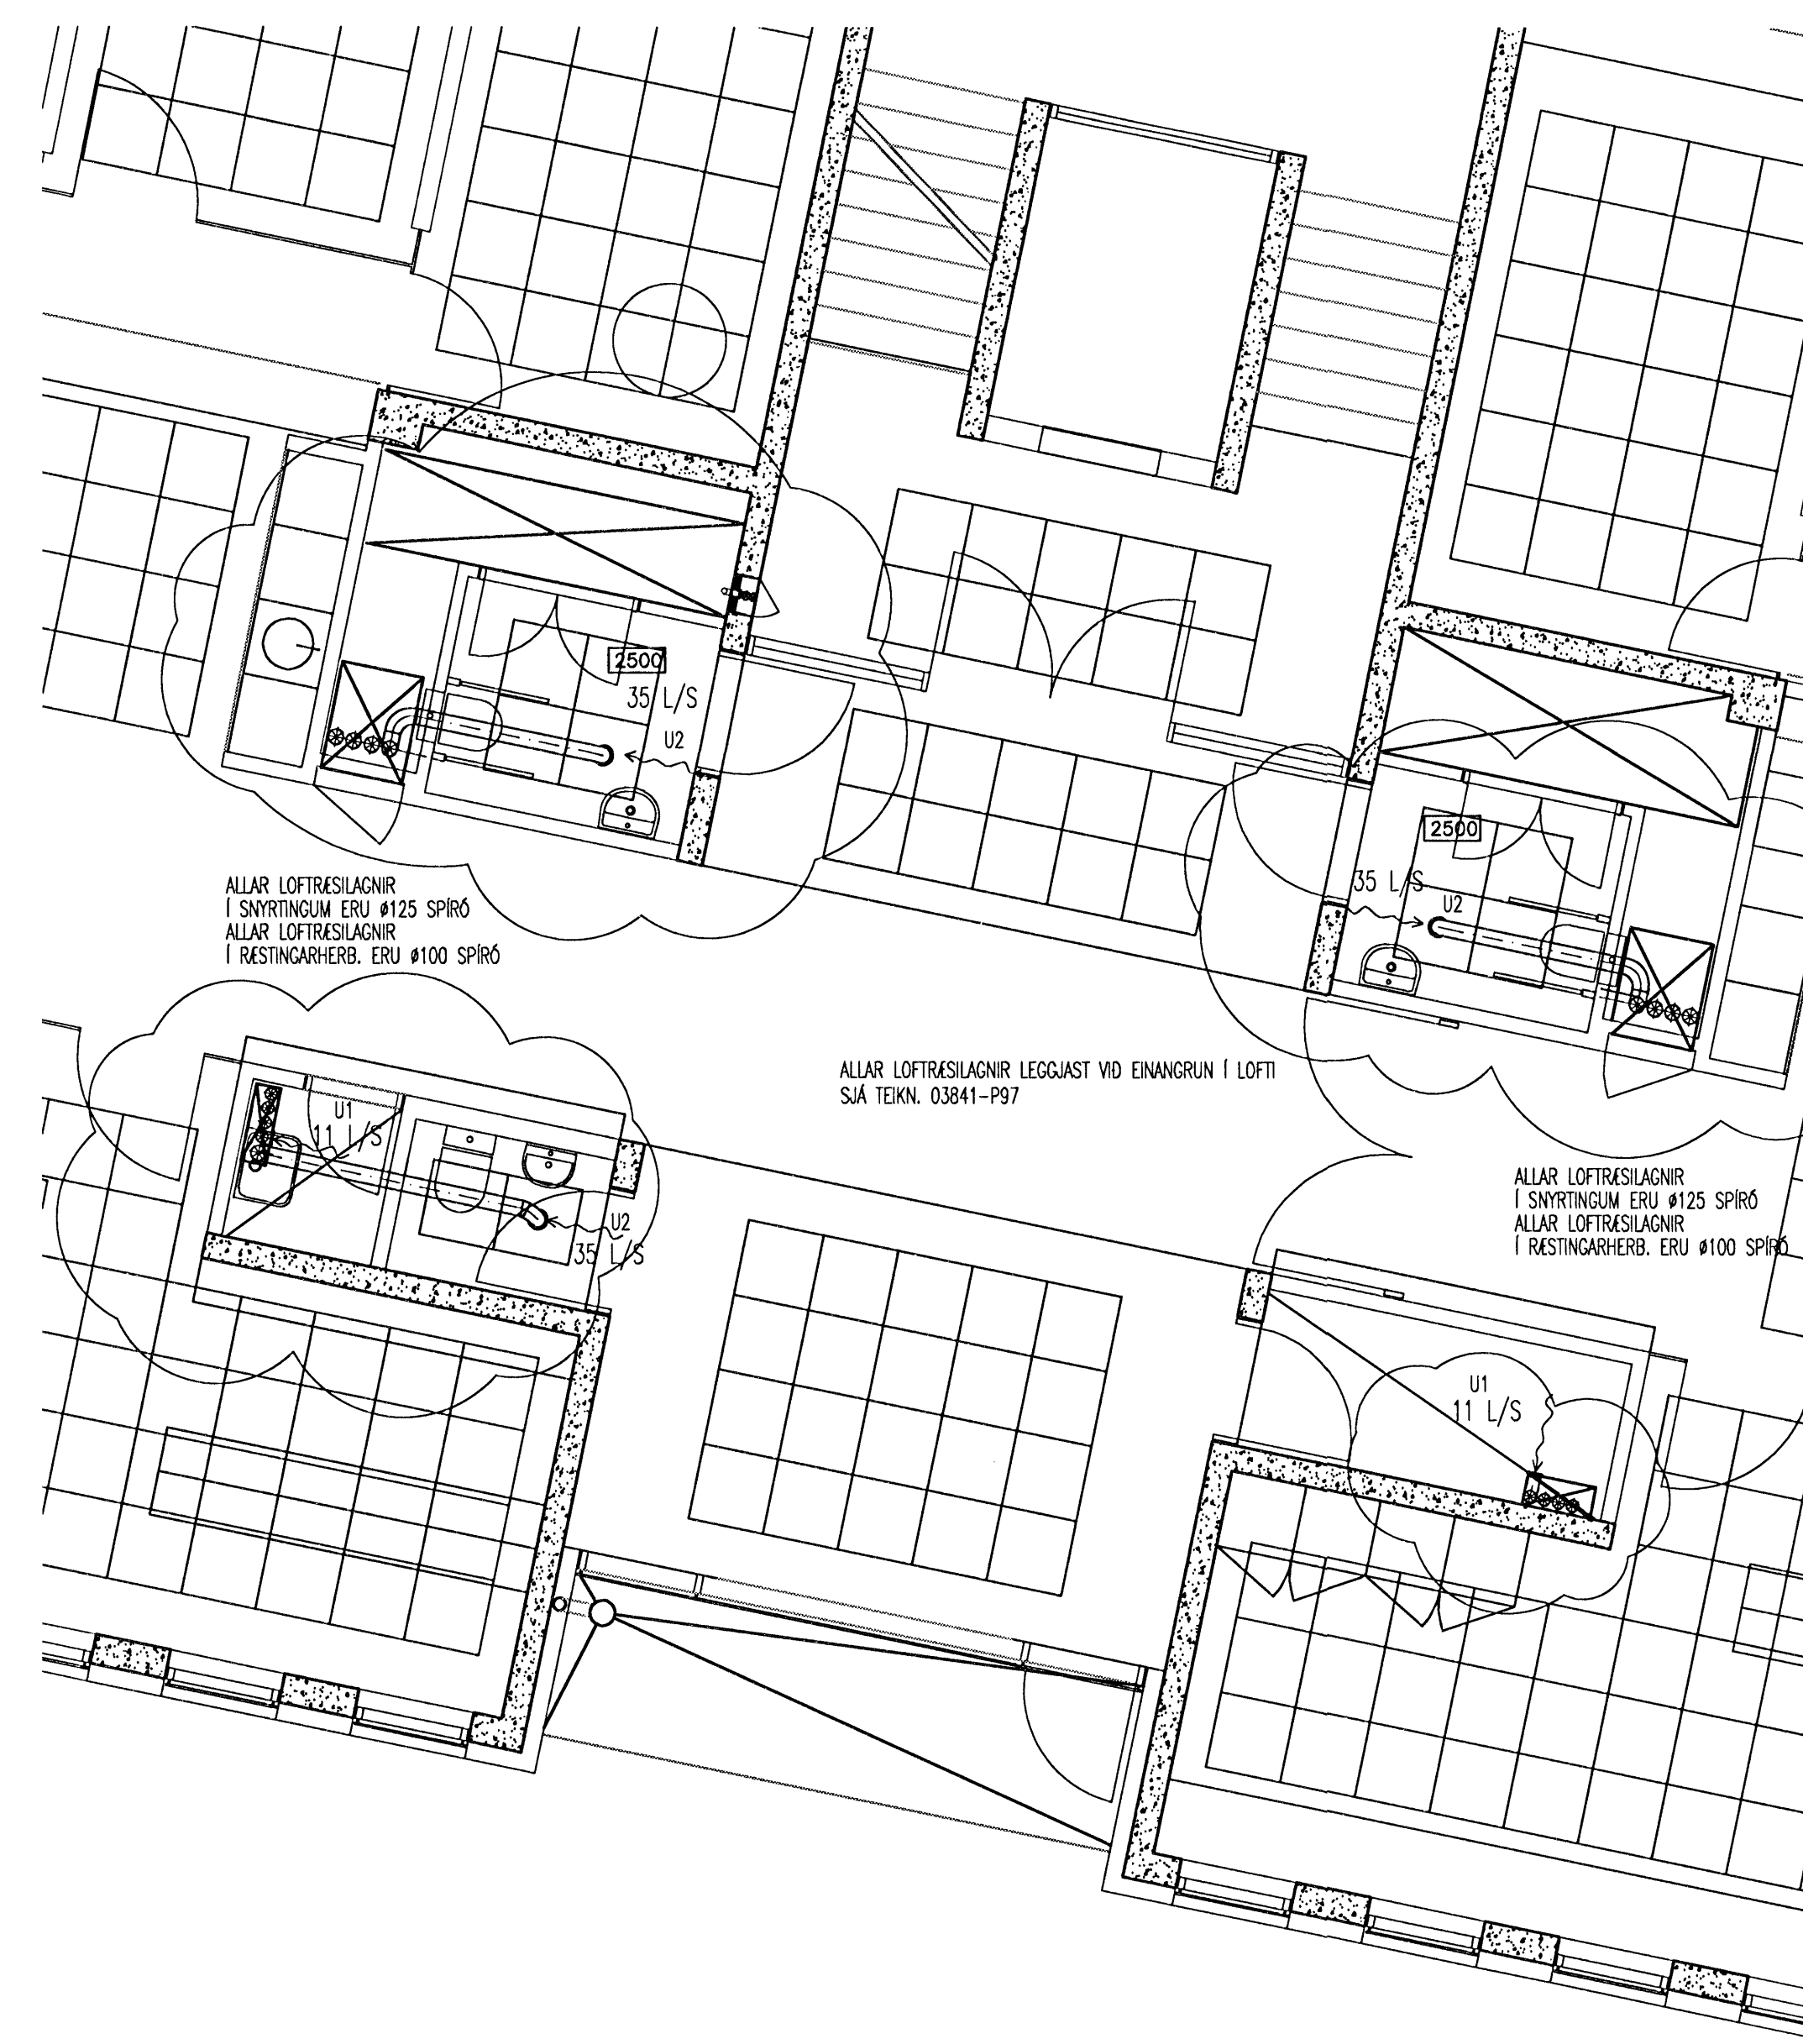 2500
35 L/S
U2
2500
35 L/S
U2
ALLAR LOFTRÆSILAGNIR
Í SNYRTINGUM ERU Ø125 SPÍRÓ
ALLAR LOFTRÆSILAGNIR
Í RÆSTINGARHERB. ERU Ø100 SPÍRÓ
ALLAR LOFTRÆSILAGNIR LEGGJAST VIÐ EINANGRUN Í LOFTI
SJÁ TEIKN. 03841-P97
U1
11 L/S
U2
35 L/S
ALLAR LOFTRÆSILAGNIR
Í SNYRTINGUM ERU Ø125 SPÍRÓ
ALLAR LOFTRÆSILAGNIR
Í RÆSTINGARHERB. ERU Ø100 SPÍRÓ
U1
11 L/S